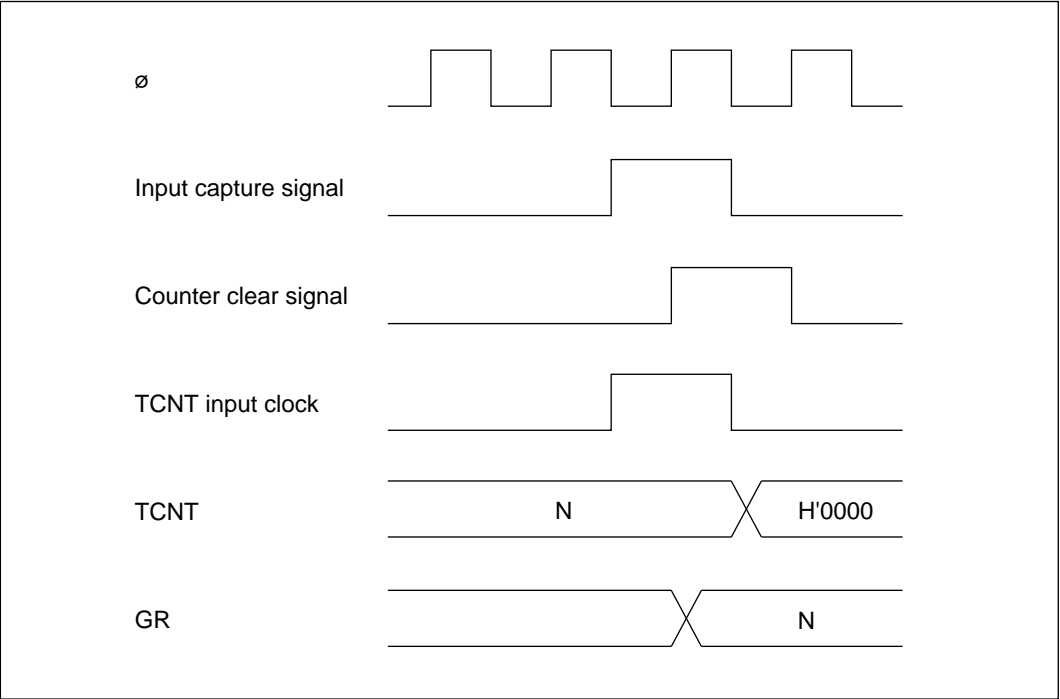 ø
Input capture signal
Counter clear signal
TCNT input clock
TCNT
N
H'0000
GR
N